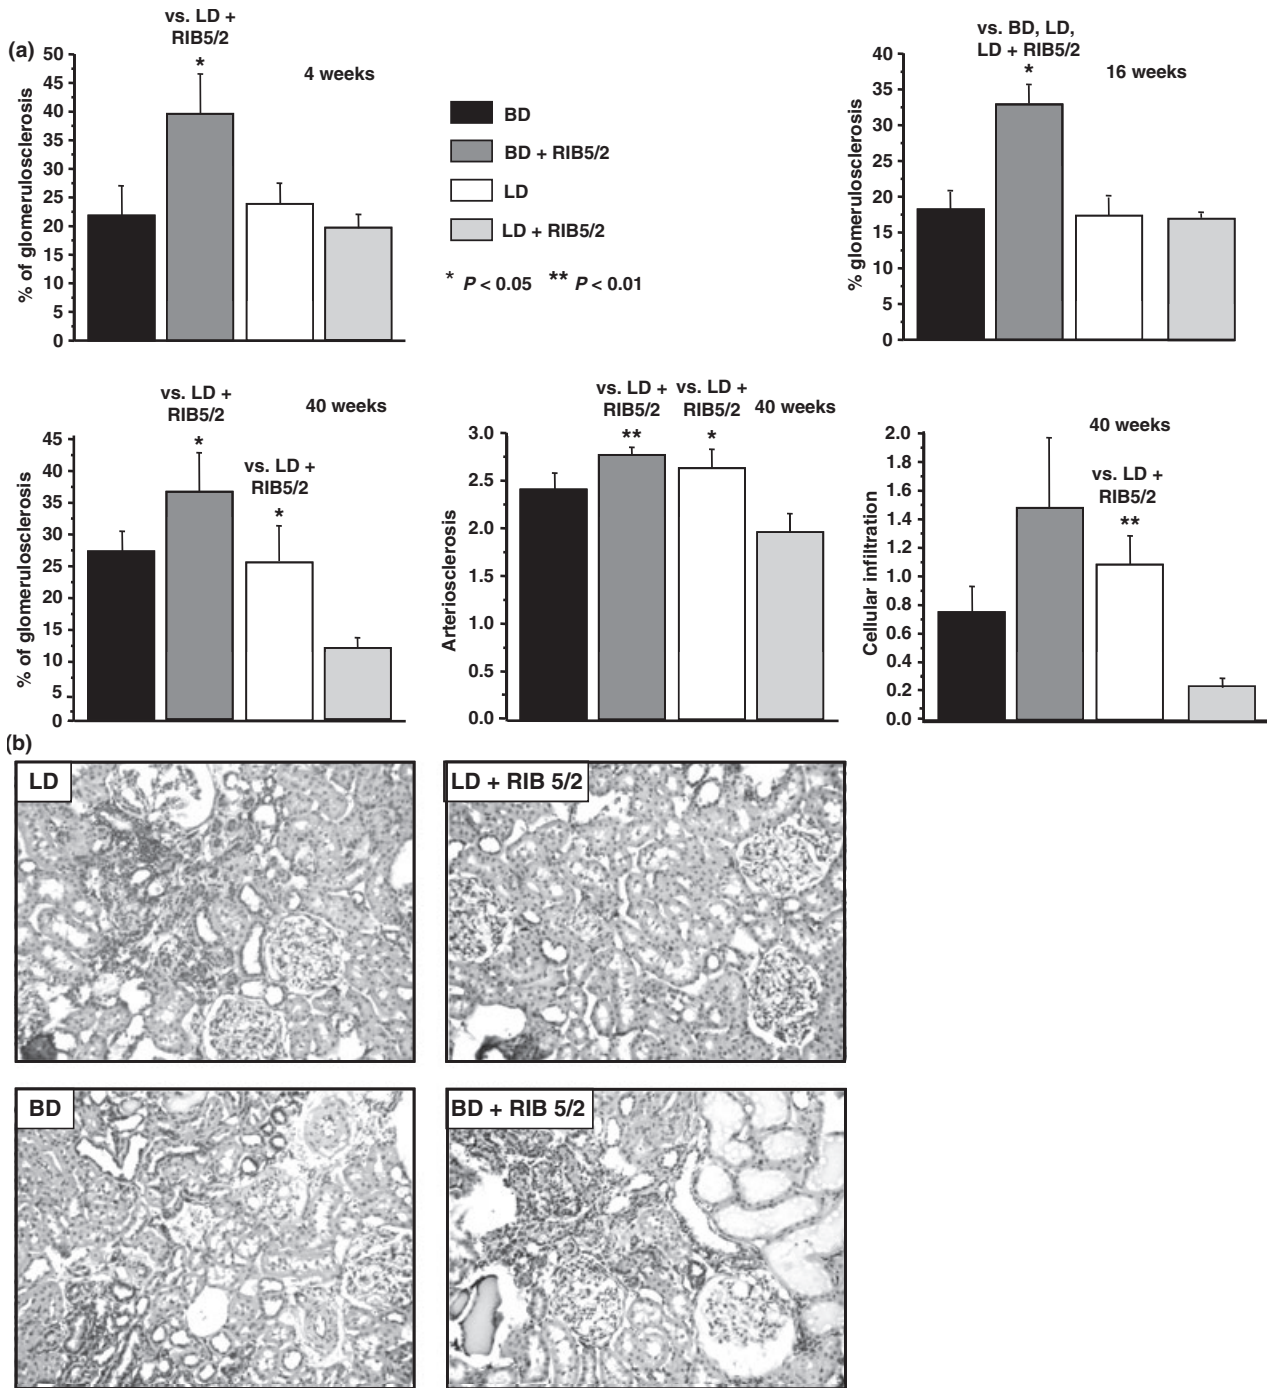 (a)
vs. LD +
RIB5/2
*
4 weeks
% of glomerulosclerosis
50
45
40
35
30
25
20
15
10
5
0
BD
BD + RIB5/2
LD
LD + RIB5/2
* P < 0.05 ** P < 0.01
vs. BD, LD,
LD + RIB5/2
*
16 weeks
% glomerulosclerosis
40
35
30
25
20
15
10
5
0
vs. LD +
RIB5/2
*
40 weeks
vs. LD +
RIB5/2
*
% of glomerulosclerosis
45
40
35
30
25
20
15
10
5
0
vs. LD + vs. LD +
RIB5/2 RIB5/2 40 weeks
** *
Arteriosclerosis
3.0
2.5
2.0
1.5
1.0
0.5
0.0
40 weeks
vs. LD +
RIB5/2
**
Cellular infiltration
2.0
1.8
1.6
1.4
1.2
1.0
0.8
0.6
0.4
0.2
0.0
(b)
LD
LD + RIB 5/2
BD
BD + RIB 5/2